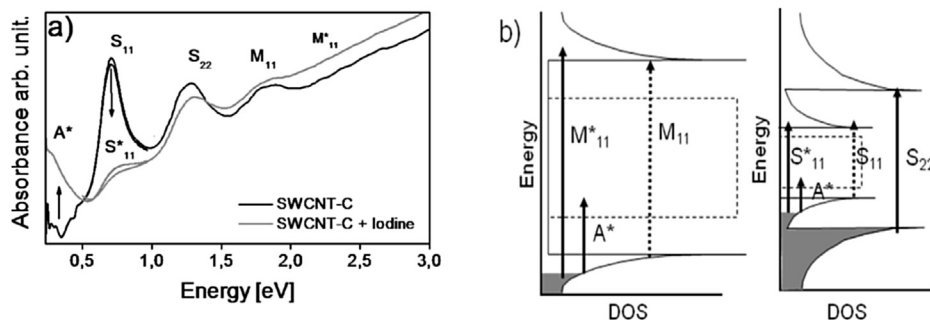 a)
S11
S22
M11
M*11
A*
S*11
SWCNT-C
SWCNT-C + Iodine
Absorbance arb. unit.
0,5 1,0 1,5 2,0 2,5 3,0
Energy [eV]
b)
Energy
M*11
M11
A*
DOS
Energy
S*11
S11
S22
A*
DOS